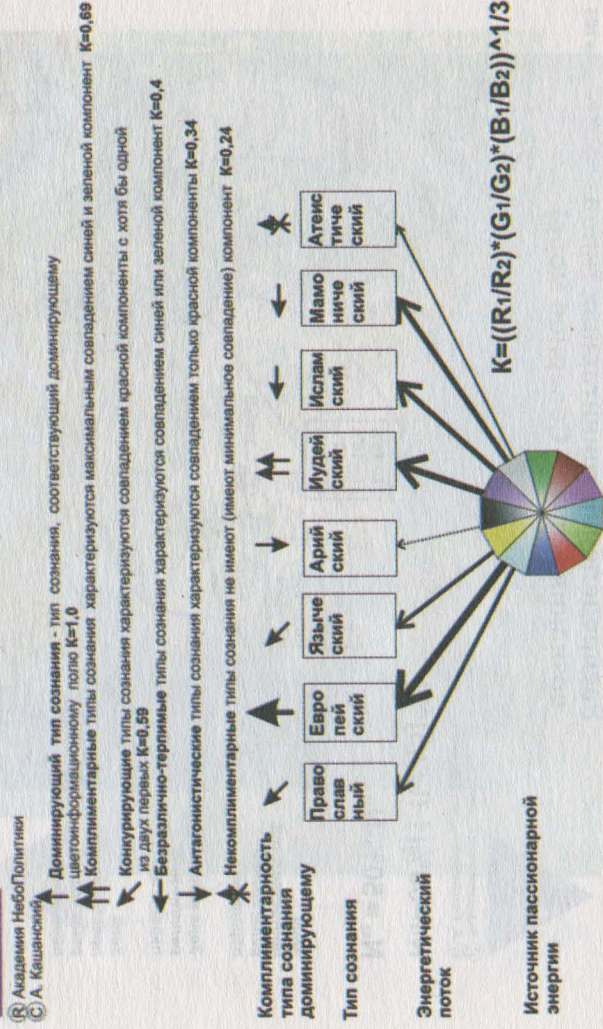 Ⓡ Академия НебоПолитики
Ⓒ А. Кашанский
Доминирующий тип сознания - тип сознания, соответствующий доминирующему
цветоинформационному полю К=1,0
Комплиментарные типы сознания характеризуются максимальным совпадением синей и зеленой компонент К=0,69
Конкурирующие типы сознания характеризуются совпадением красной компоненты с хотя бы одной
из двух первых К=0,59
Безразлично-терпимые типы сознания характеризуются совпадением синей или зеленой компонент К=0,4
Антагонистические типы сознания характеризуются совпадением только красной компоненты К=0,34
Некомплиментарные типы сознания не имеют (имеют минимальное совпадение) компонент К=0,24
Комплиментарность
типа сознания
доминирующему
Тип сознания
Право
слав
ный
Евро
пей
ский
Языче
ский
Арий
ский
Иудей
ский
Ислам
ский
Мамо
ниче
ский
Атеис
тиче
ский
Энергетический
поток
Источник пассионарной
энергии
K=((R1/R2)*(G1/G2)*(B1/B2))^1/3